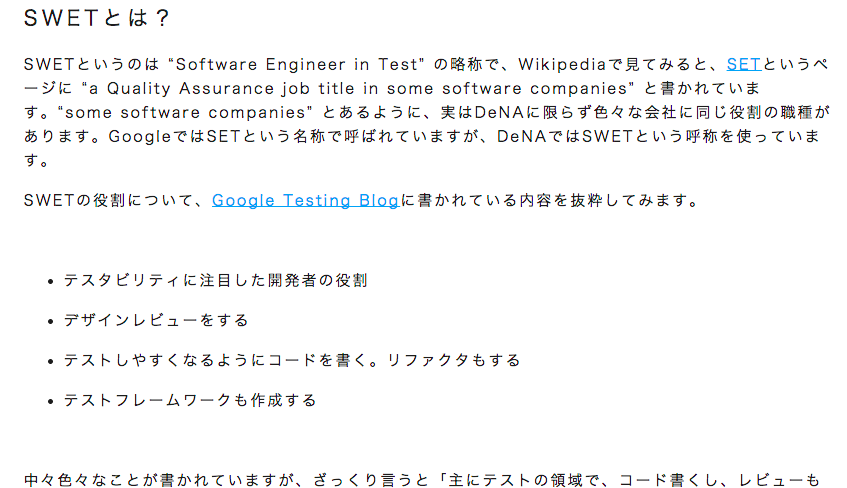 SWETとは？
SWETというのは “Software Engineer in Test” の略称で、Wikipediaで見てみると、SETというペ
ージに “a Quality Assurance job title in some software companies” と書かれていま
す。“some software companies” とあるように、実はDeNAに限らず色々な会社に同じ役割の職種が
あります。GoogleではSETという名称で呼ばれていますが、DeNAではSWETという呼称を使っていま
す。
SWETの役割について、Google Testing Blogに書かれている内容を抜粋してみます。
• テスタビリティに注目した開発者の役割
• デザインレビューをする
• テストしやすくなるようにコードを書く。リファクタもする
• テストフレームワークも作成する
中々色々なことが書かれていますが、ざっくり言うと「主にテストの領域で、コード書くし、レビューも